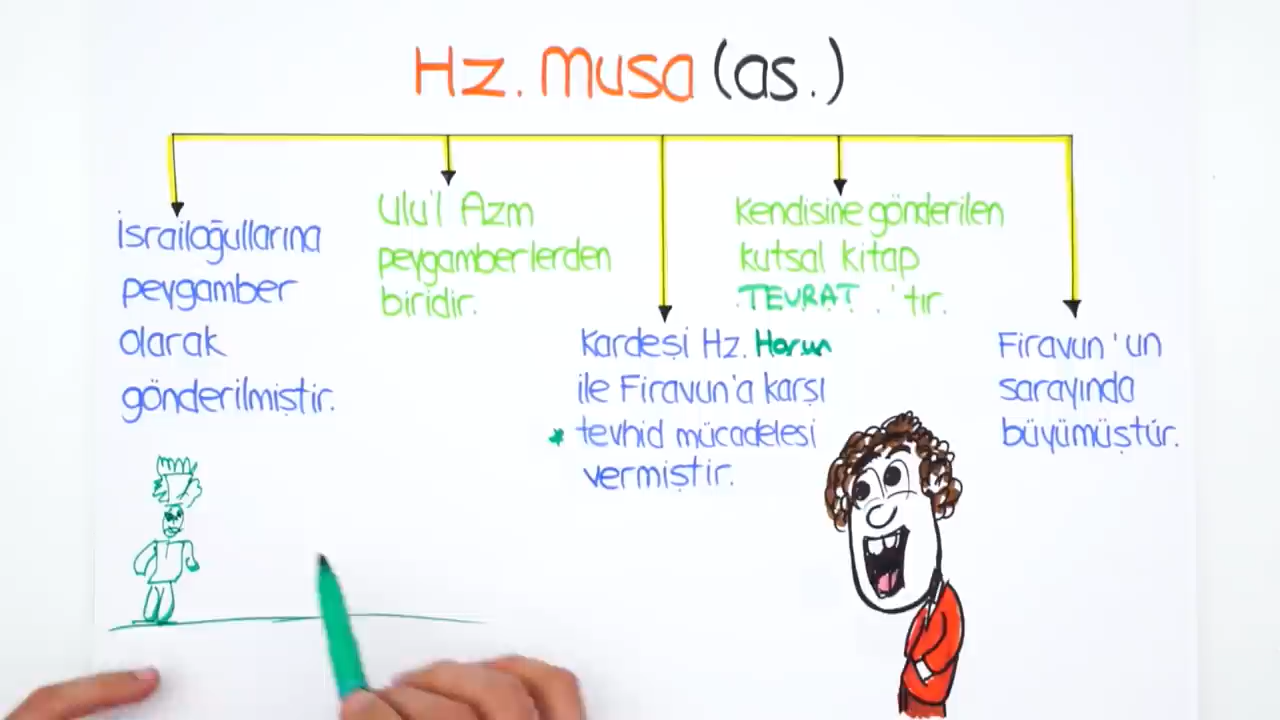 Hz. Musa (as.)
İsrailoğullarına
peygamber
olarak
gönderilmiştir.
Ulu'l Azm
peygamberlerden
biridir.
Kardeşi Hz. Harun
ile Firavun'a karşı
tevhid mücadelesi
vermiştir.
Kendisine gönderilen
kutsal kitap
.TEVRAT..'tır.
Firavun'un
sarayında
büyümüştür.